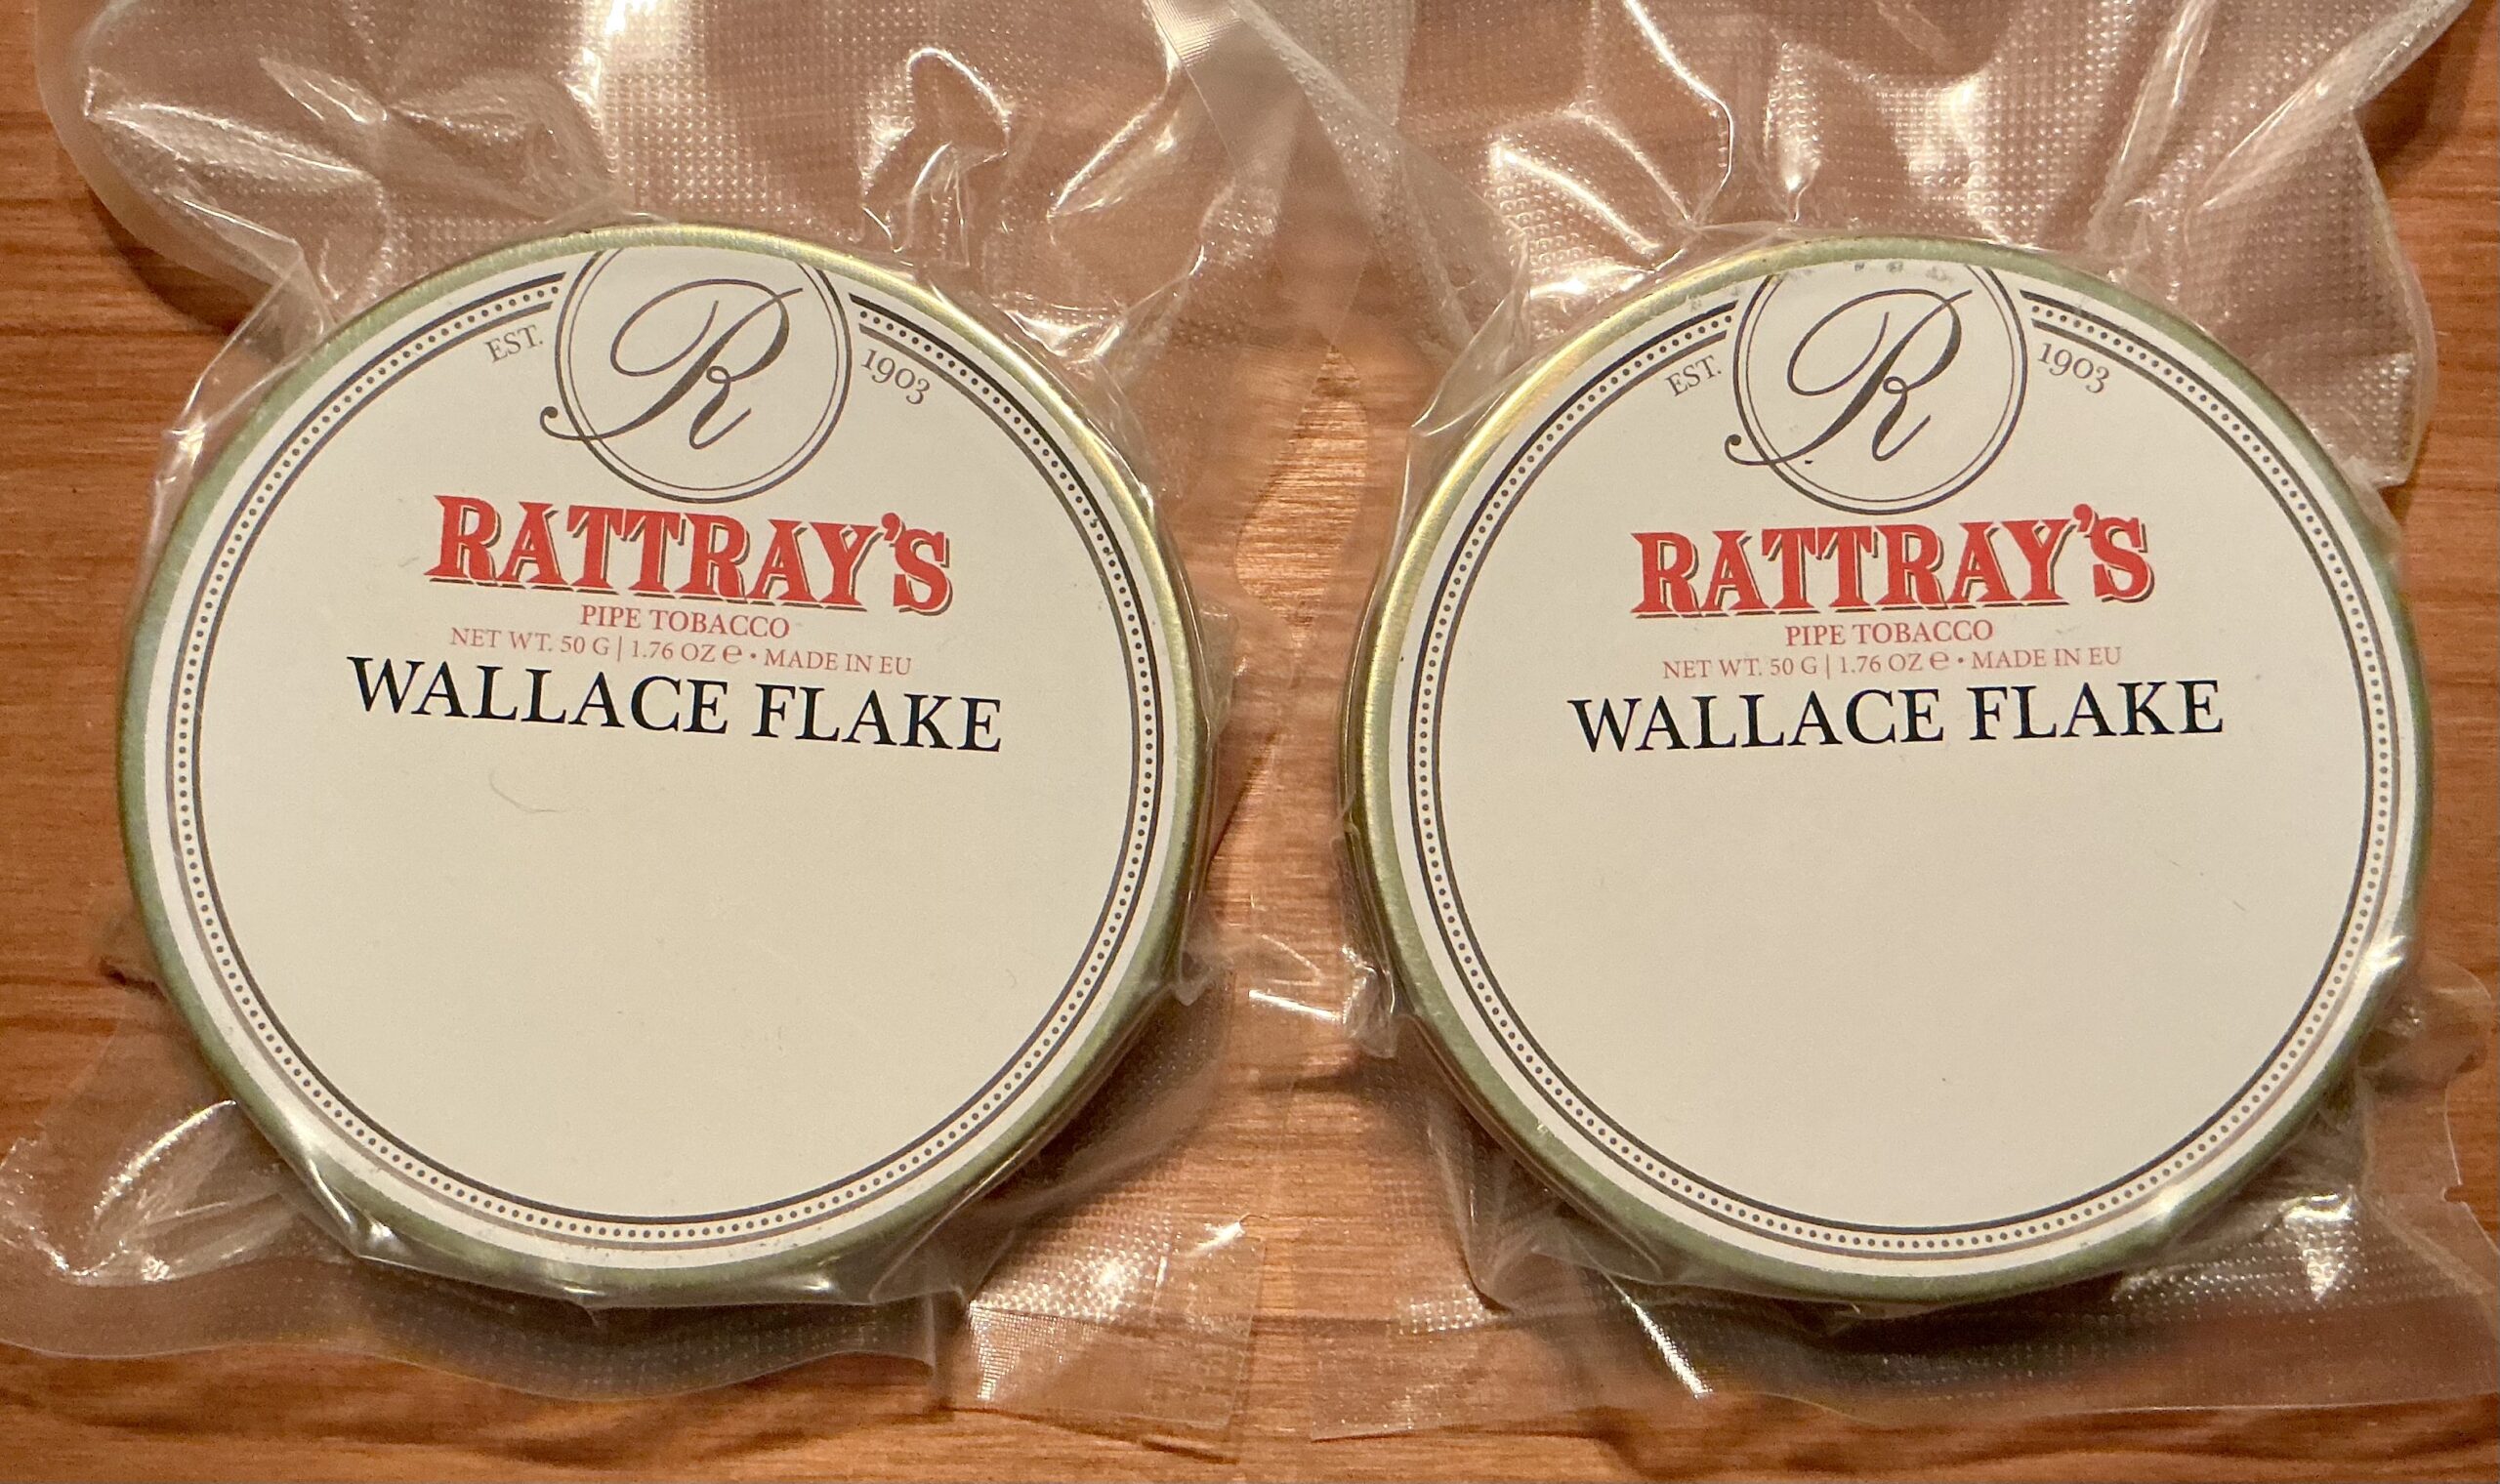 R
EST. 1903
RATTRAY'S
PIPE TOBACCO
NET WT. 50 G | 1.76 OZ ℮ • MADE IN EU
WALLACE FLAKE
R
EST. 1903
RATTRAY'S
PIPE TOBACCO
NET WT. 50 G | 1.76 OZ ℮ • MADE IN EU
WALLACE FLAKE